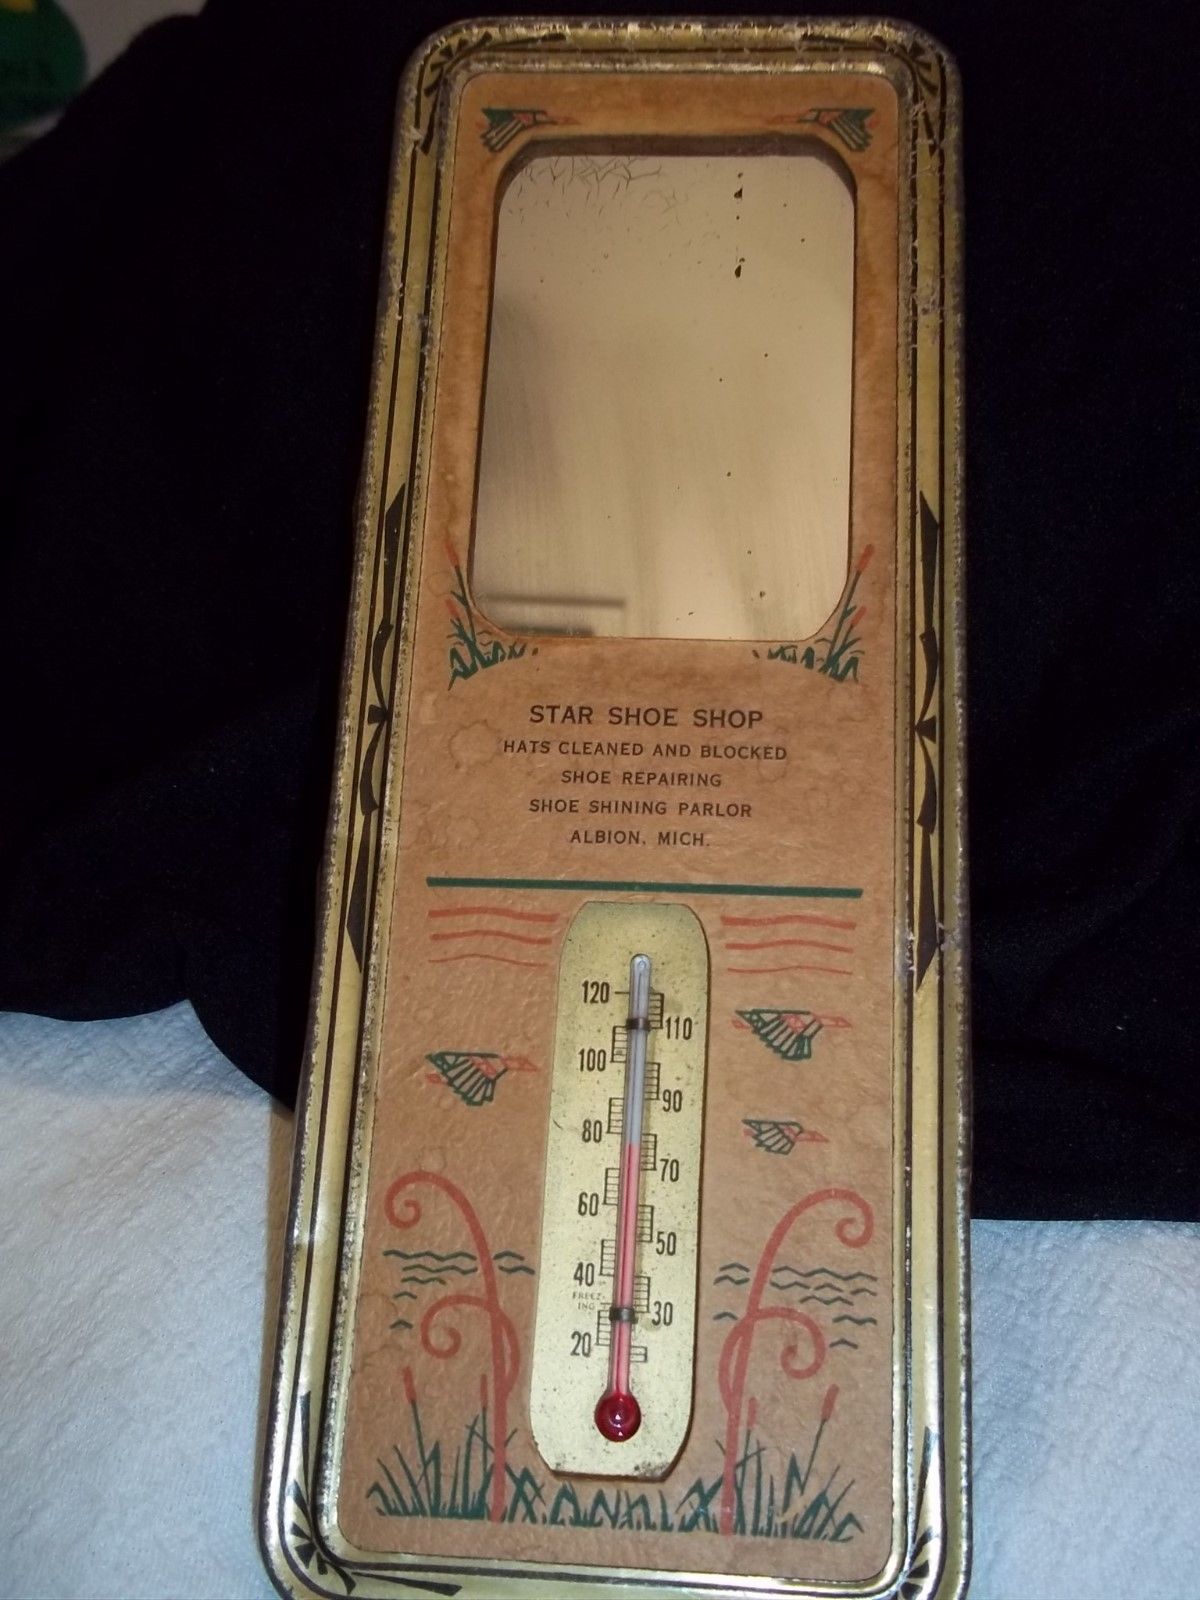 STAR SHOE SHOP
HATS CLEANED AND BLOCKED
SHOE REPAIRING
SHOE SHINING PARLOR
ALBION, MICH.
120
110
100
90
80
70
60
50
40
FREEZ-
ING
30
20